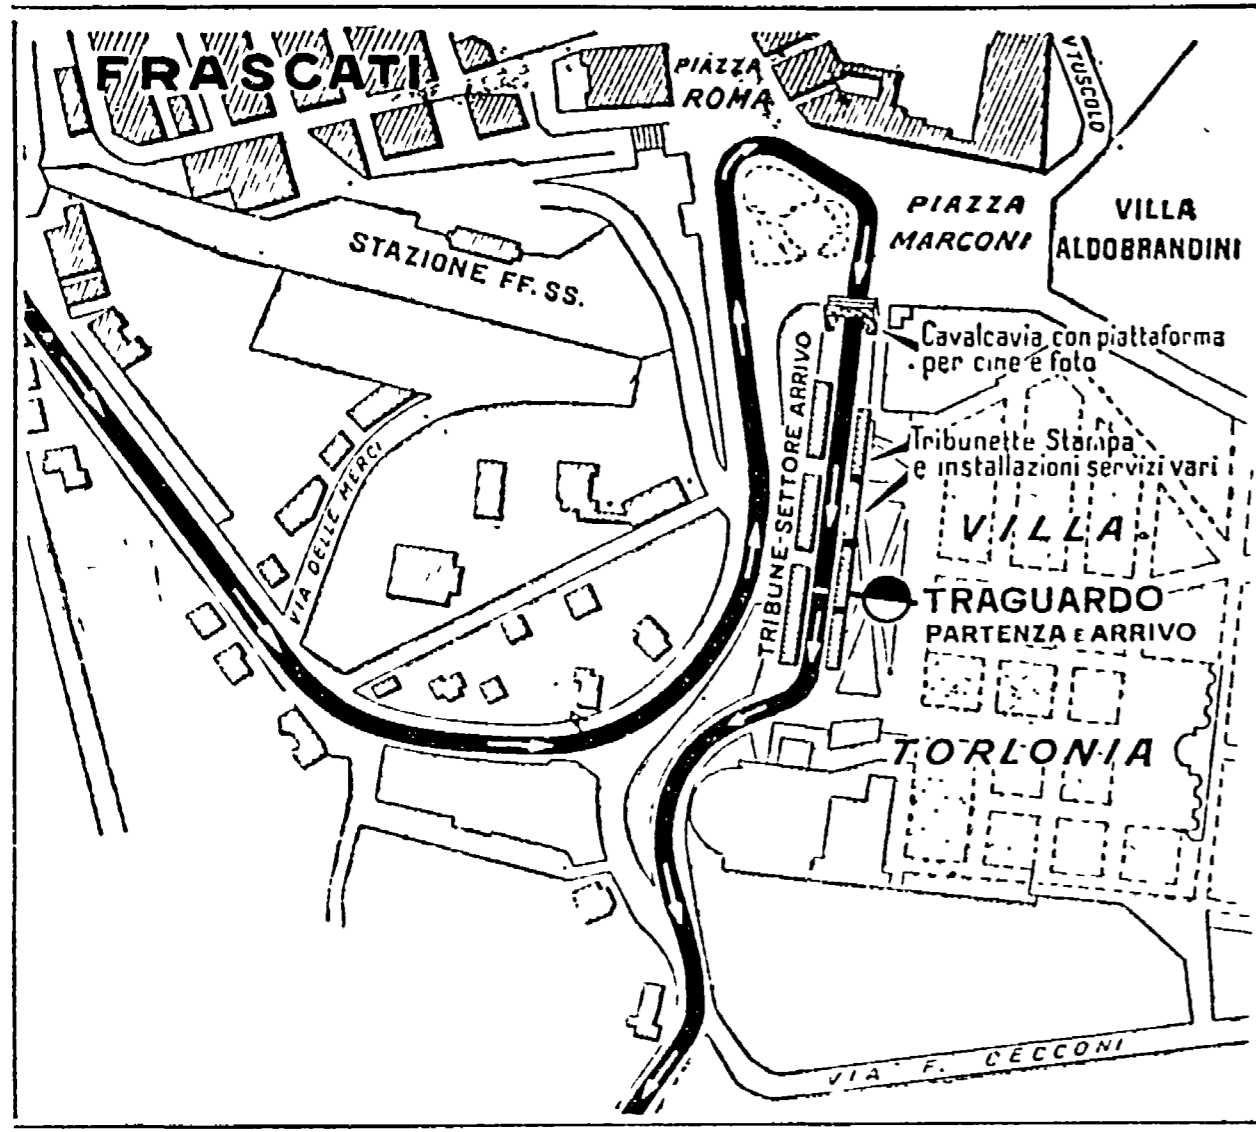 FRASCATI
PIAZZA
ROMA
V. TUSCOLO
PIAZZA
MARCONI
VILLA
ALDOBRANDINI
STAZIONE FF. SS.
Cavalcavia con piattaforma
per cine e foto
TRIBUNE-SETTORE ARRIVO
Tribunette Stampa
e installazioni servizi vari
VIA DELLE MERCI
VILLA
TRAGUARDO
PARTENZA E ARRIVO
TORLONIA
VIA F. CECCONI